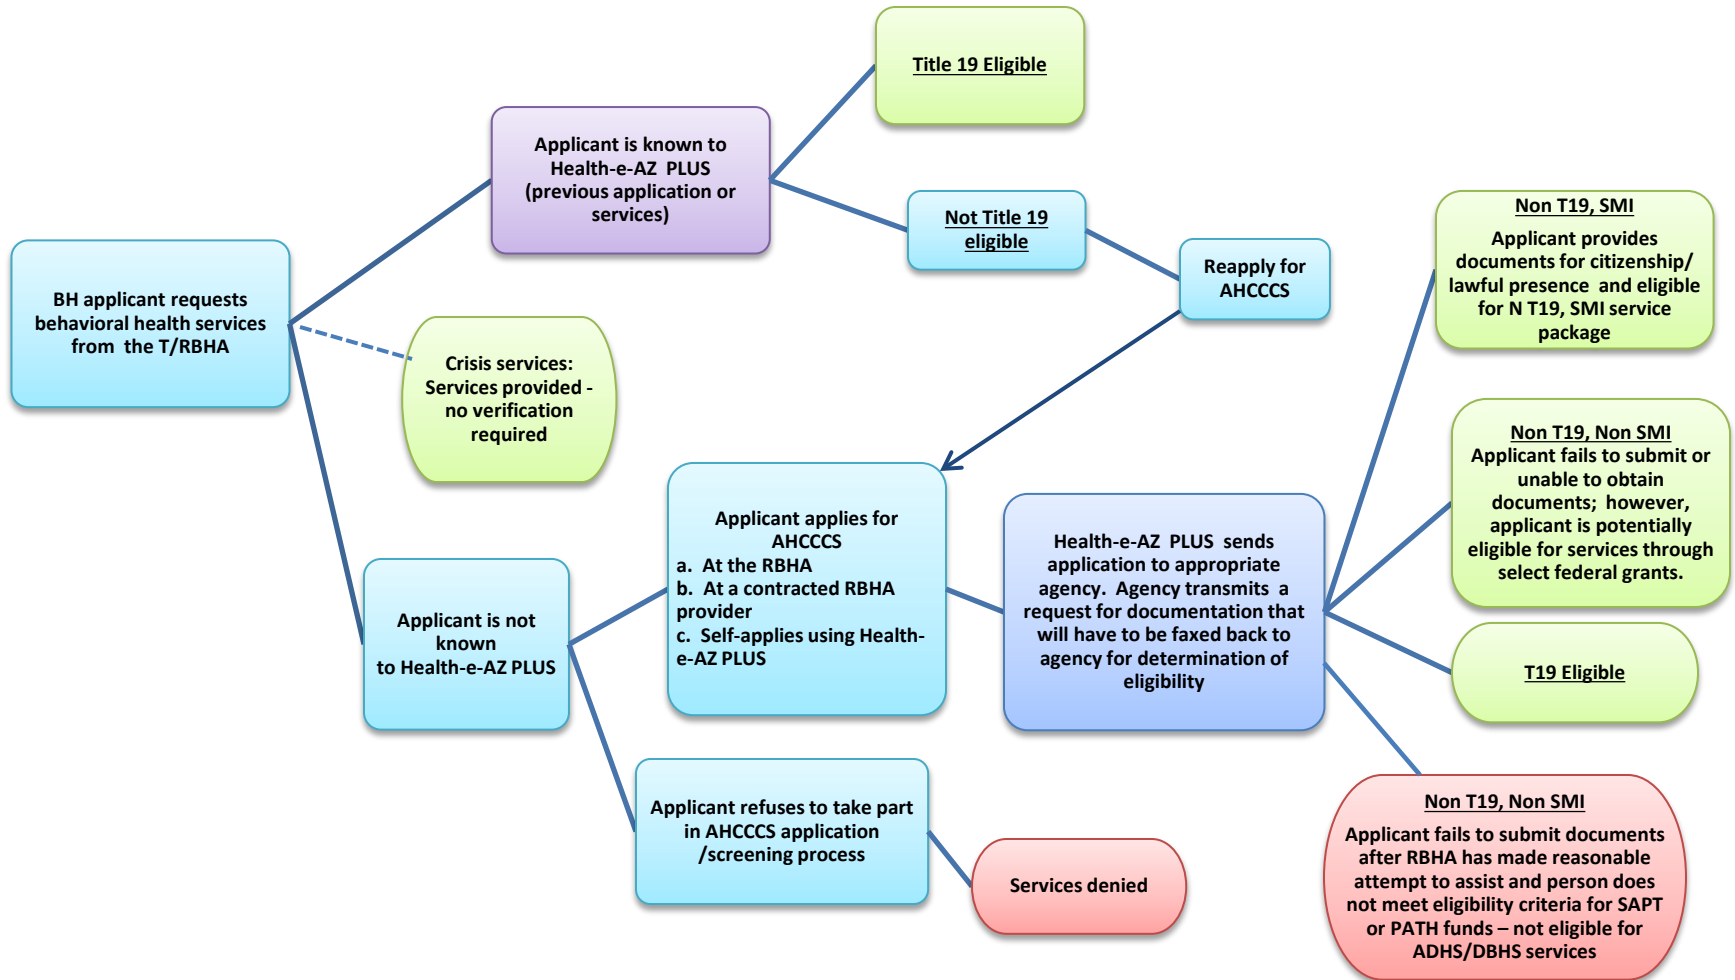 Title 19 Eligible
Applicant is known to
Health-e-AZ PLUS
(previous application or
services)
Not Title 19
eligible
Reapply for
AHCCCS
BH applicant requests
behavioral health services
from the T/RBHA
Crisis services:
Services provided -
no verification
required
Applicant is not
known
to Health-e-AZ PLUS
Applicant applies for
AHCCCS
a. At the RBHA
b. At a contracted RBHA
provider
c. Self-applies using Health-
e-AZ PLUS
Applicant refuses to take part
in AHCCCS application
/screening process
Services denied
Health-e-AZ PLUS sends
application to appropriate
agency. Agency transmits a
request for documentation that
will have to be faxed back to
agency for determination of
eligibility
Non T19, SMI
Applicant provides
documents for citizenship/
lawful presence and eligible
for N T19, SMI service
package
Non T19, Non SMI
Applicant fails to submit or
unable to obtain
documents; however,
applicant is potentially
eligible for services through
select federal grants.
T19 Eligible
Non T19, Non SMI
Applicant fails to submit documents
after RBHA has made reasonable
attempt to assist and person does
not meet eligibility criteria for SAPT
or PATH funds – not eligible for
ADHS/DBHS services